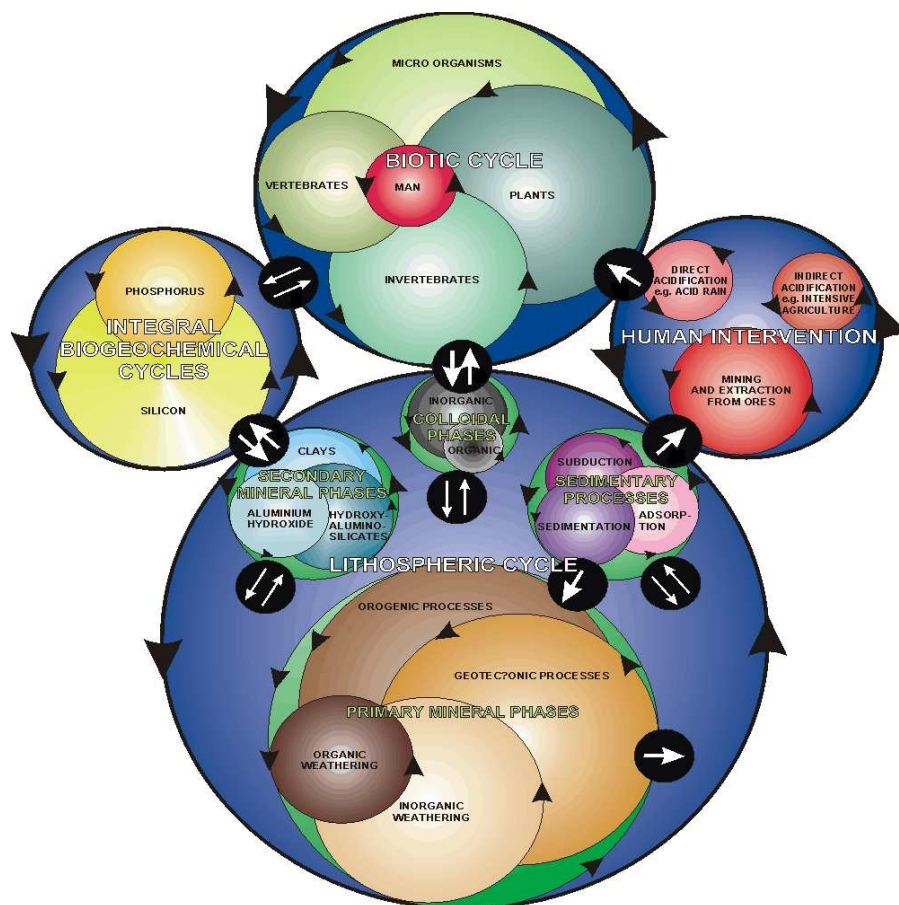 MICRO ORGANISMS
BIOTIC CYCLE
VERTEBRATES
MAN
PLANTS
INVERTEBRATES
PHOSPHORUS
INTEGRAL
BIOGEOCHEMICAL
CYCLES
SILICON
DIRECT
ACIDIFICATION
e.g. ACID RAIN
INDIRECT
ACIDIFICATION
e.g. INTENSIVE
AGRICULTURE
HUMAN INTERVENTION
MINING
AND EXTRACTION
FROM ORES
INORGANIC
COLLOIDAL
PHASES
ORGANIC
CLAYS
SECONDARY
MINERAL PHASES
ALUMINIUM
HYDROXIDE
HYDROXY-
ALUMINO-
SILICATES
SUBDUCTION
SEDIMENTARY
PROCESSES
SEDIMENTATION
ADSORP-
TION
LITHOSPHERIC CYCLE
OROGENIC PROCESSES
GEOTEC?ONIC PROCESSES
PRIMARY MINERAL PHASES
ORGANIC
WEATHERING
INORGANIC
WEATHERING